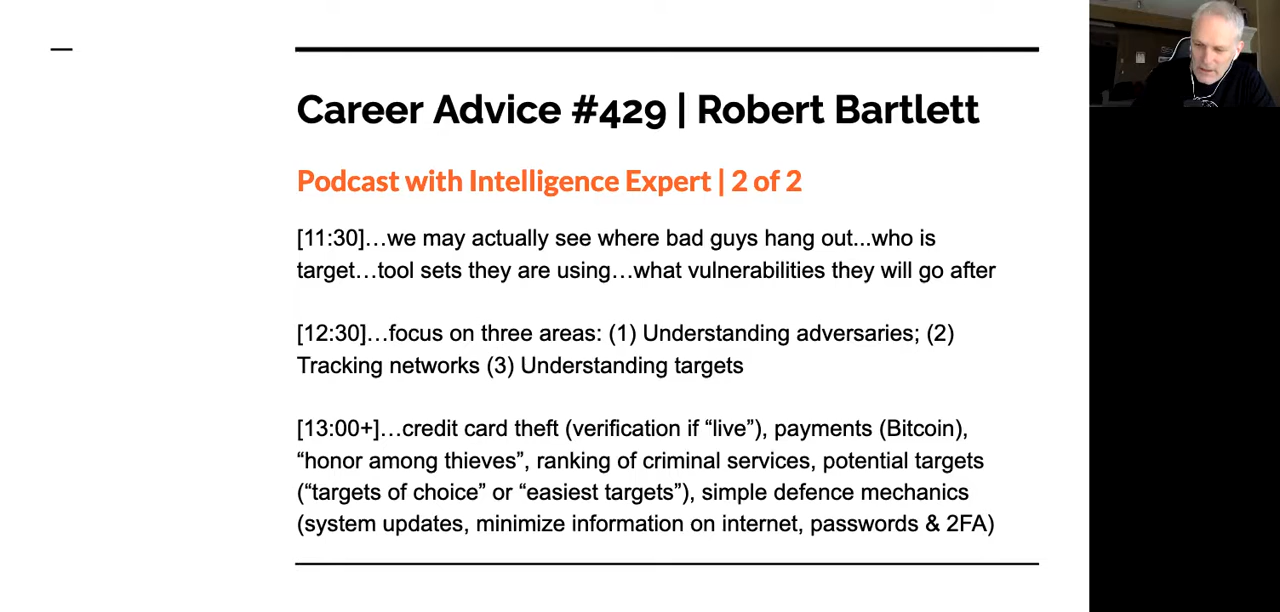 Career Advice #429 | Robert Bartlett
Podcast with Intelligence Expert | 2 of 2
[11:30]…we may actually see where bad guys hang out...who is
target…tool sets they are using…what vulnerabilities they will go after
[12:30]…focus on three areas: (1) Understanding adversaries; (2)
Tracking networks (3) Understanding targets
[13:00+]…credit card theft (verification if “live”), payments (Bitcoin),
“honor among thieves”, ranking of criminal services, potential targets
(“targets of choice” or “easiest targets”), simple defence mechanics
(system updates, minimize information on internet, passwords & 2FA)